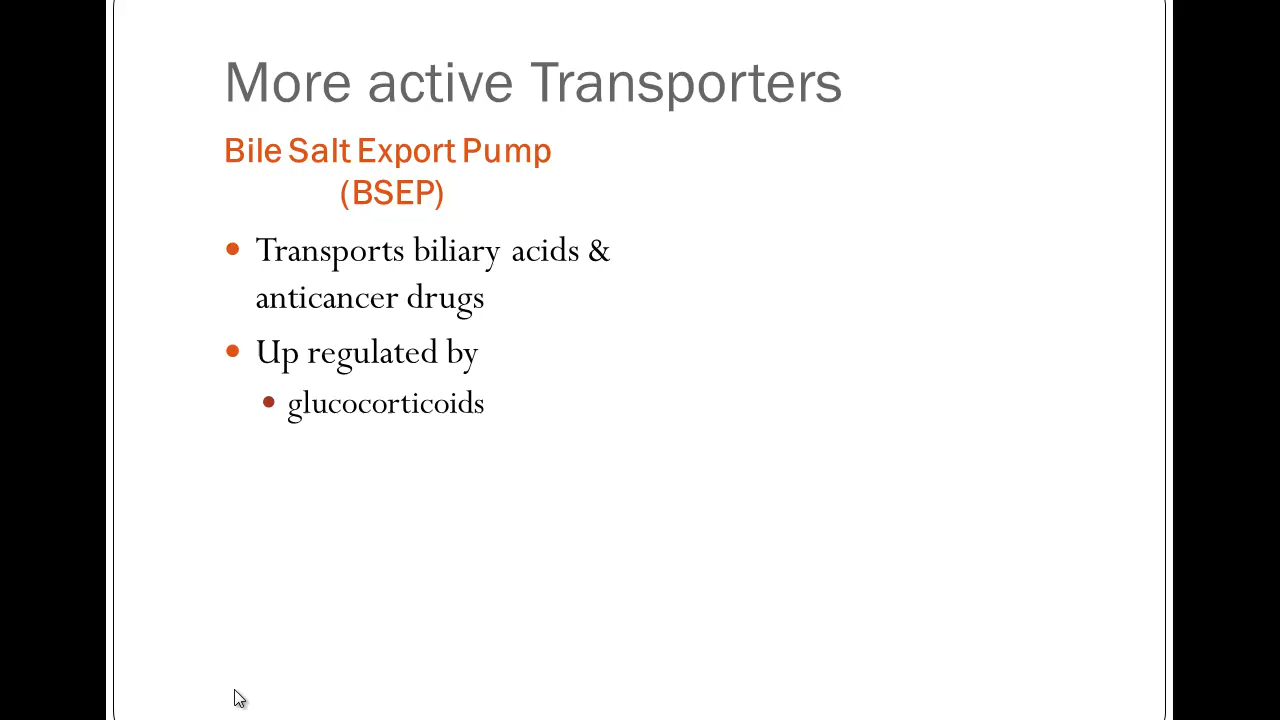 More active Transporters
Bile Salt Export Pump
(BSEP)
• Transports biliary acids &
anticancer drugs
• Up regulated by
• glucocorticoids